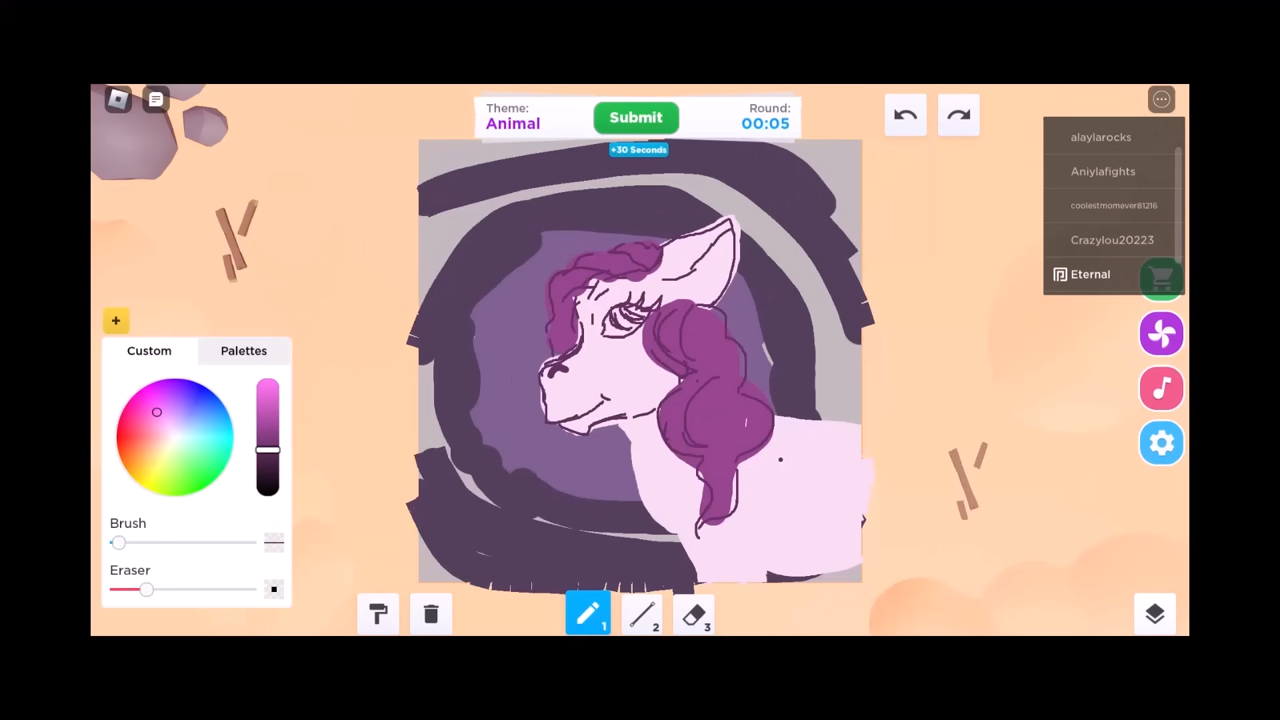 Theme:
Animal
Submit
Round:
00:05
+30 Seconds
alaylarocks
Aniylafights
coolestmomever81216
Crazylou20223
Eternal
+
Custom
Palettes
Brush
Eraser
1
2
3